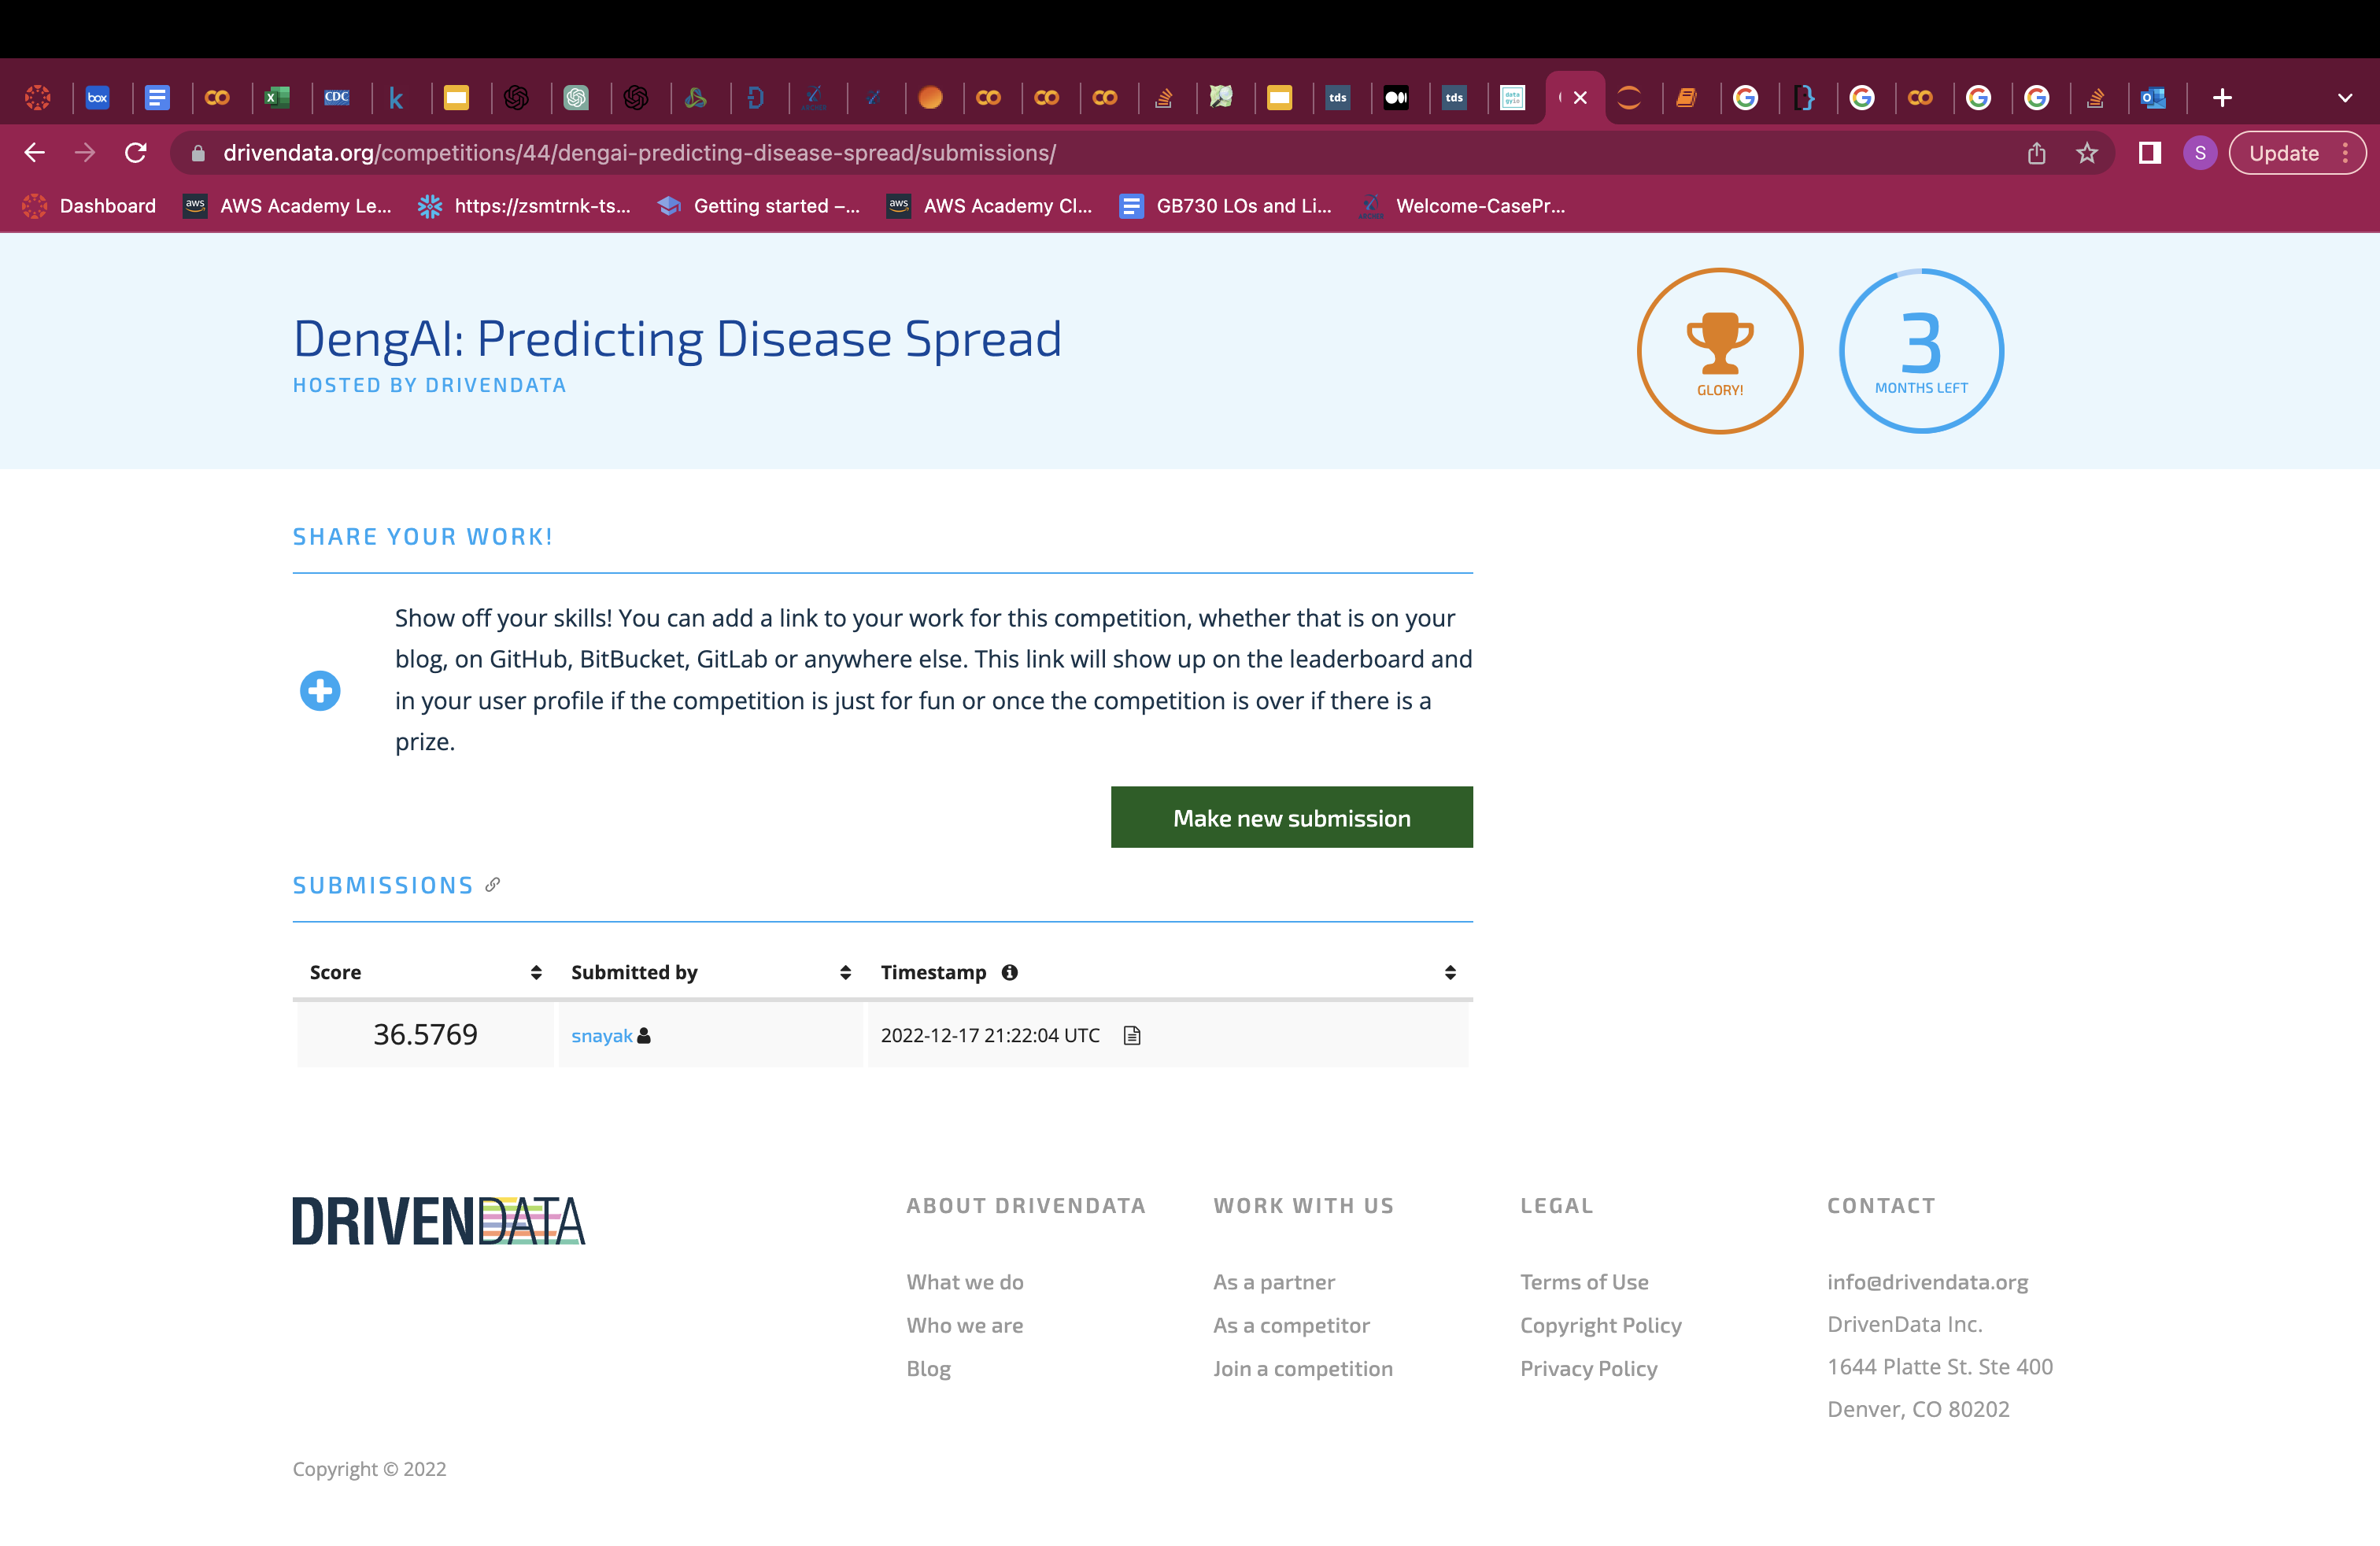 box
CDC
k
tds
tds
drivendata.org/competitions/44/dengai-predicting-disease-spread/submissions/
S
Update
Dashboard
aws
AWS Academy Le...
https://zsmtrnk-ts...
Getting started –...
aws
AWS Academy Cl...
GB730 LOs and Li...
Welcome-CasePr...
DengAI: Predicting Disease Spread
HOSTED BY DRIVENDATA
GLORY!
3
MONTHS LEFT
SHARE YOUR WORK!
Show off your skills! You can add a link to your work for this competition, whether that is on your
blog, on GitHub, BitBucket, GitLab or anywhere else. This link will show up on the leaderboard and
in your user profile if the competition is just for fun or once the competition is over if there is a
prize.
Make new submission
SUBMISSIONS
Score Submitted by Timestamp
36.5769 snayak 2022-12-17 21:22:04 UTC
DRIVENDATA
ABOUT DRIVENDATA WORK WITH US LEGAL CONTACT
What we do As a partner Terms of Use info@drivendata.org
Who we are As a competitor Copyright Policy DrivenData Inc.
Blog Join a competition Privacy Policy 1644 Platte St. Ste 400
Denver, CO 80202
Copyright © 2022